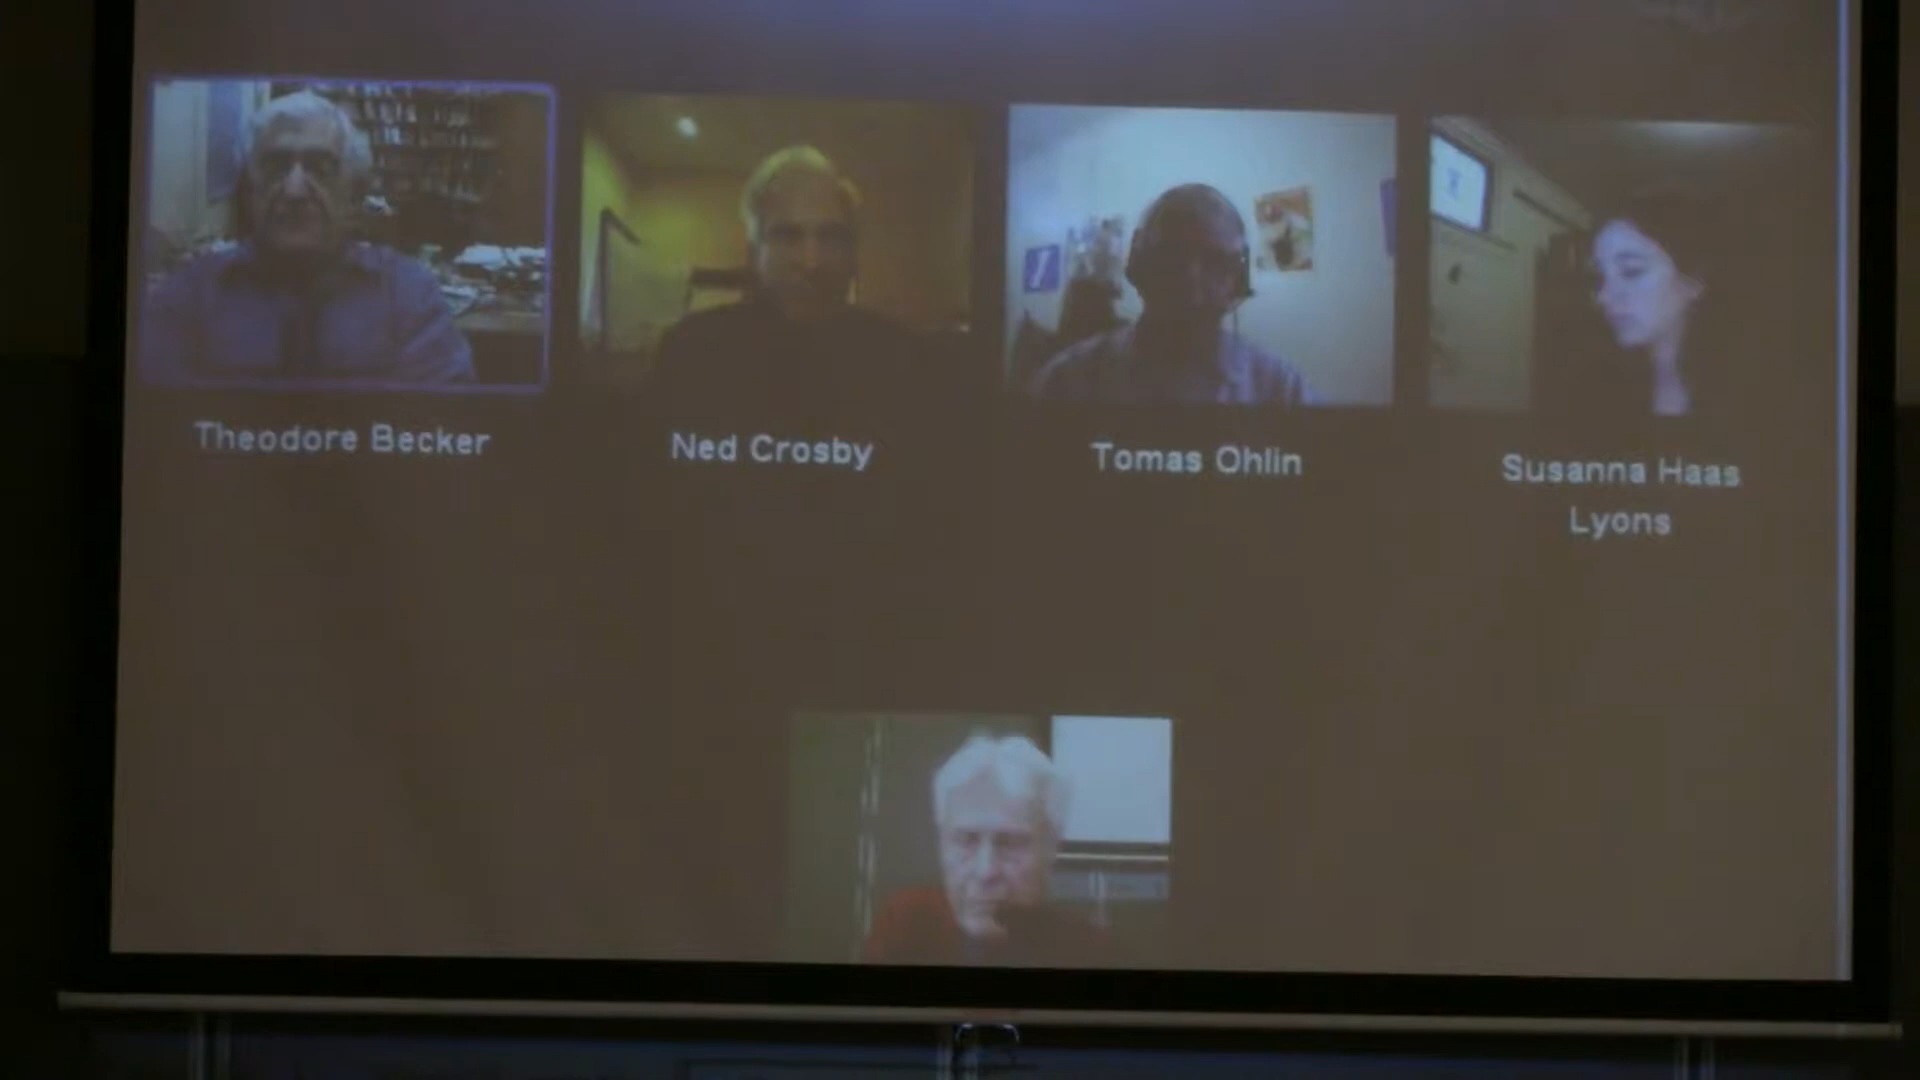 Theodore Becker
Ned Crosby
Tomas Ohlin
Susanna Haas
Lyons